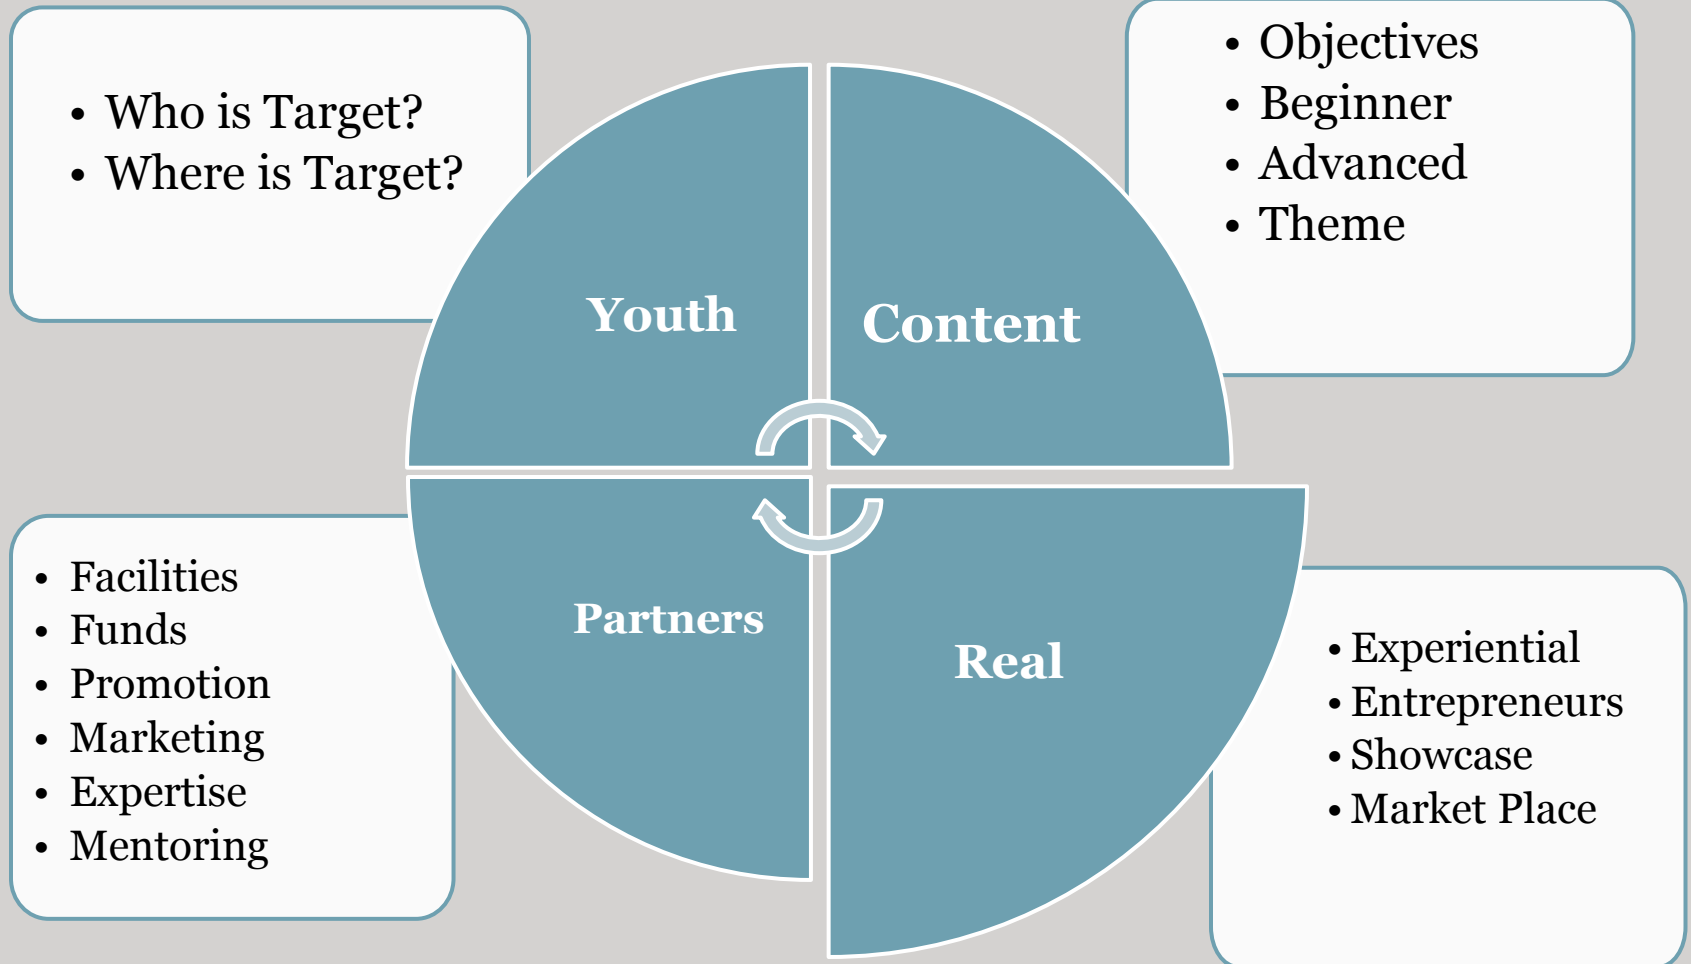 • Who is Target?
• Where is Target?
• Objectives
• Beginner
• Advanced
• Theme
Youth
Content
Partners
Real
• Facilities
• Funds
• Promotion
• Marketing
• Expertise
• Mentoring
• Experiential
• Entrepreneurs
• Showcase
• Market Place